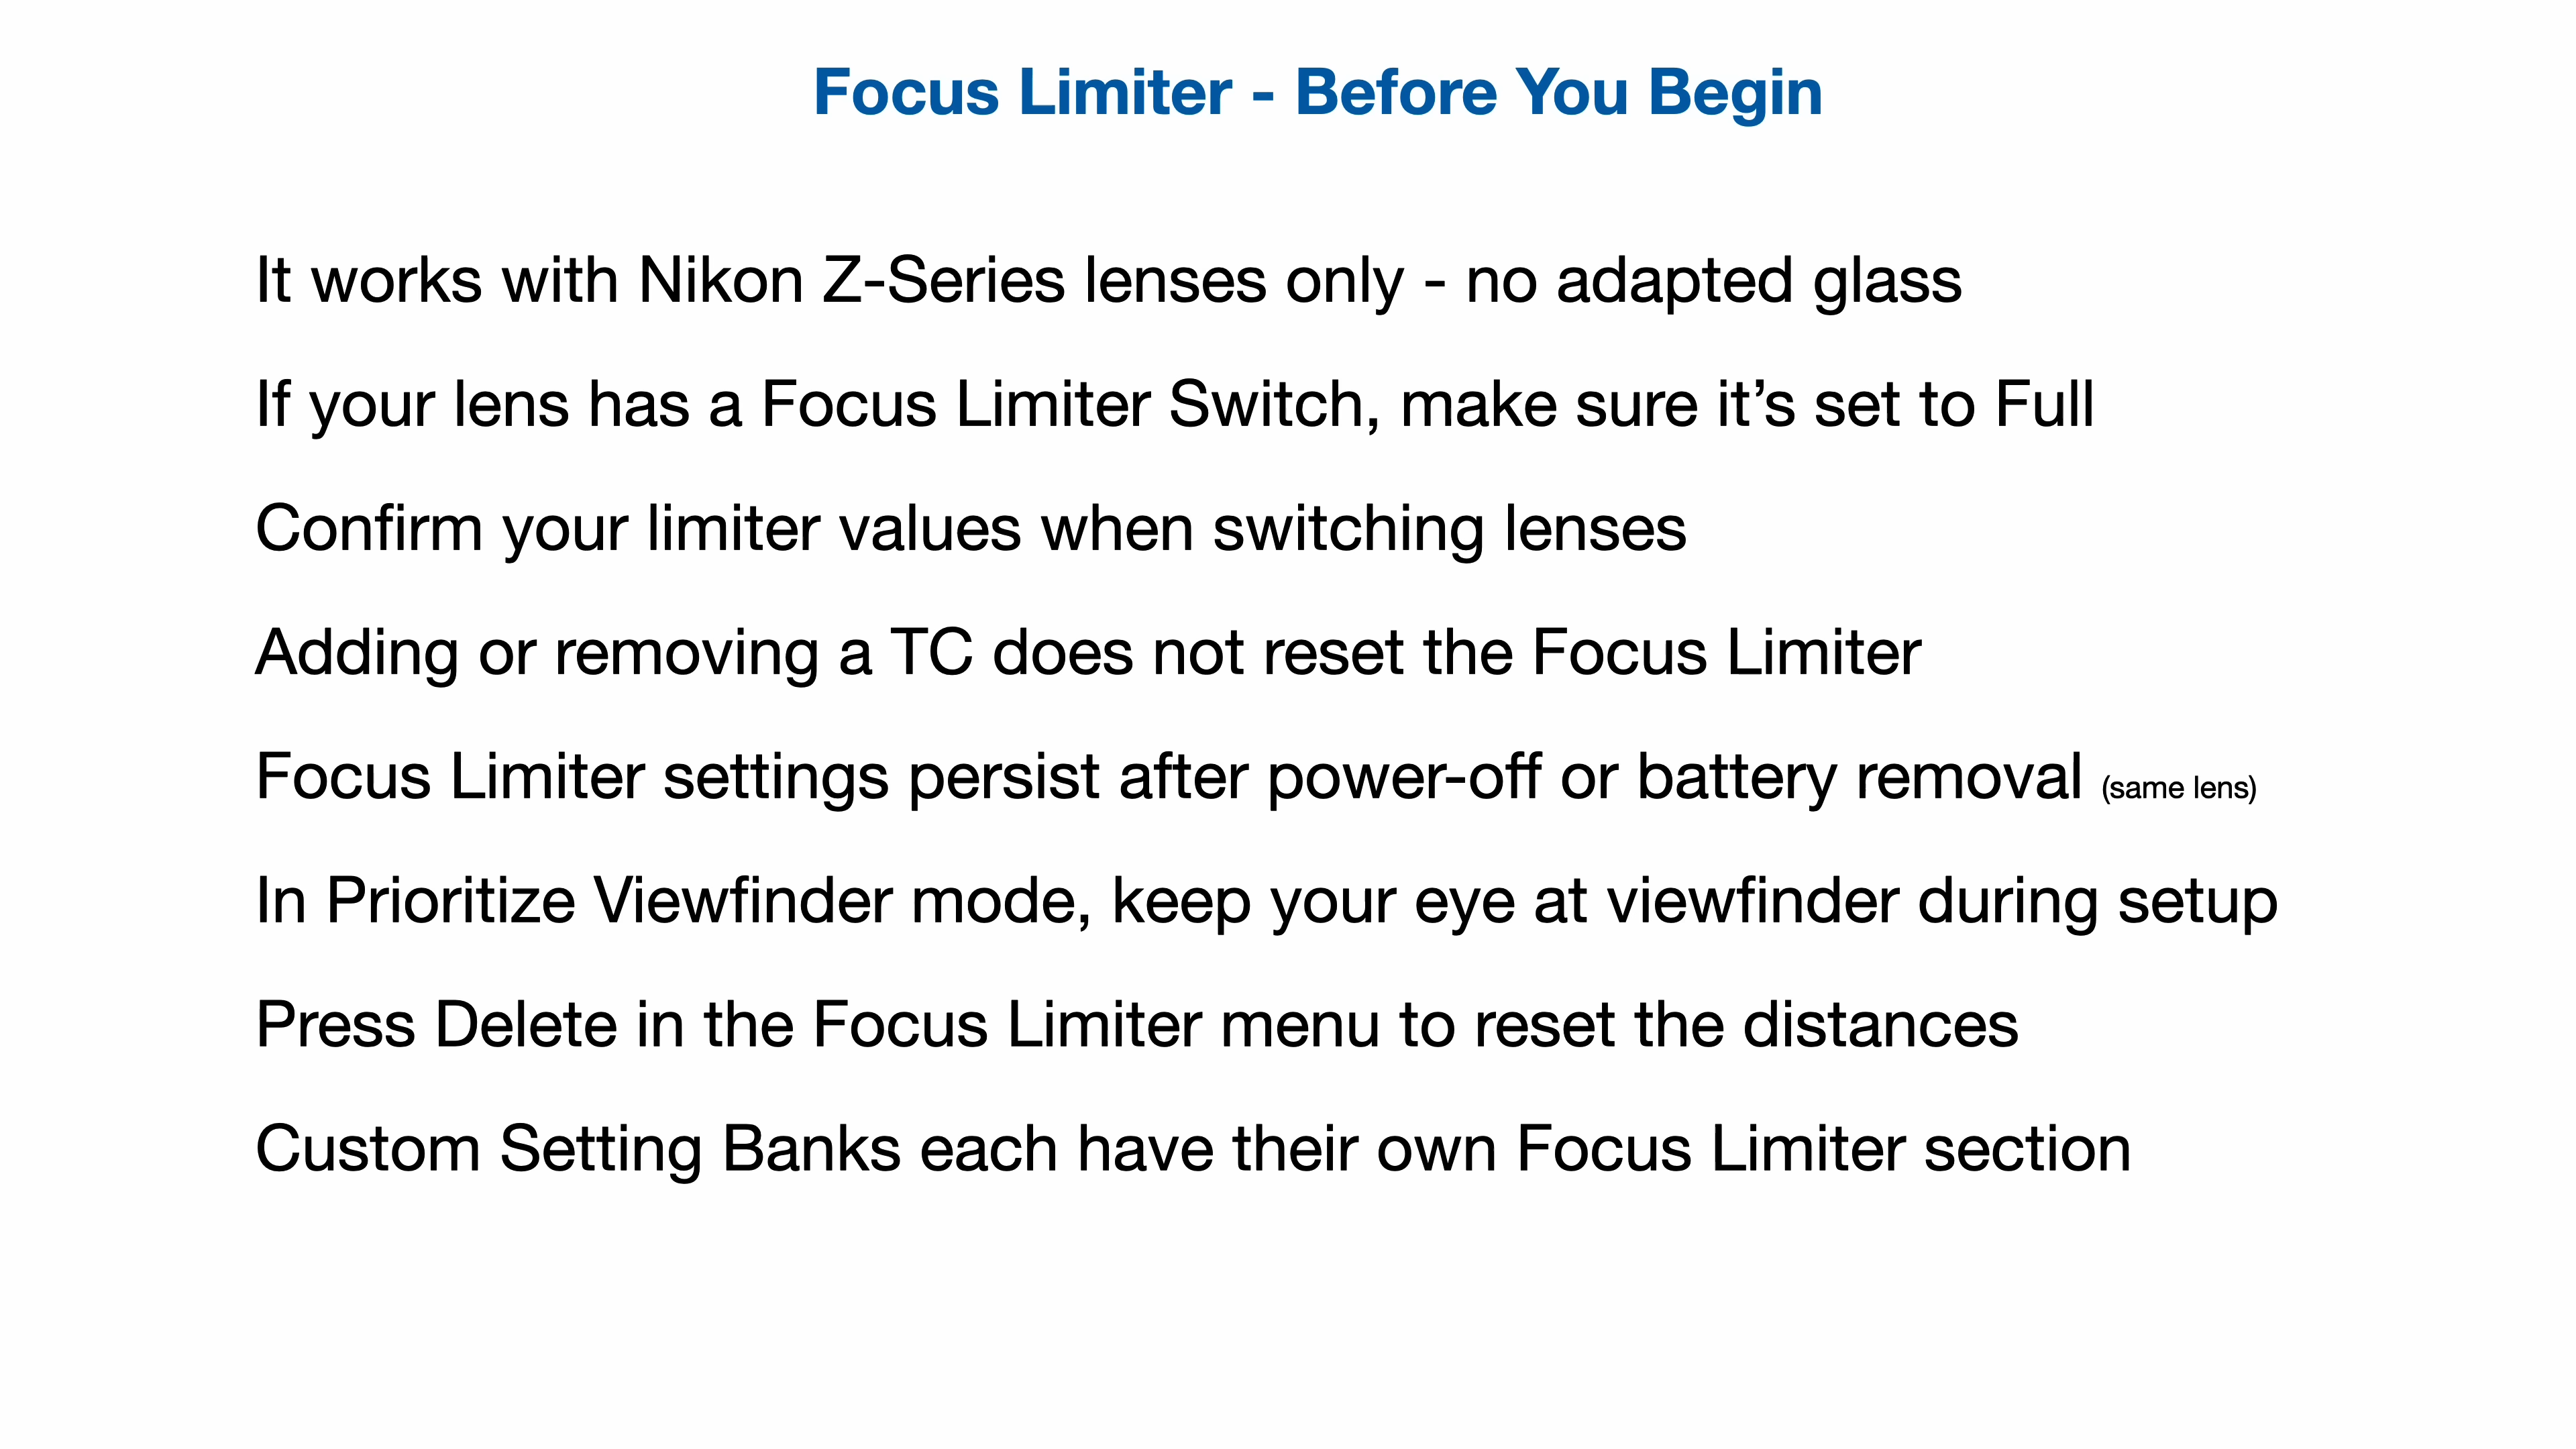 Focus Limiter - Before You Begin
It works with Nikon Z-Series lenses only - no adapted glass
If your lens has a Focus Limiter Switch, make sure it’s set to Full
Confirm your limiter values when switching lenses
Adding or removing a TC does not reset the Focus Limiter
Focus Limiter settings persist after power-off or battery removal (same lens)
In Prioritize Viewfinder mode, keep your eye at viewfinder during setup
Press Delete in the Focus Limiter menu to reset the distances
Custom Setting Banks each have their own Focus Limiter section